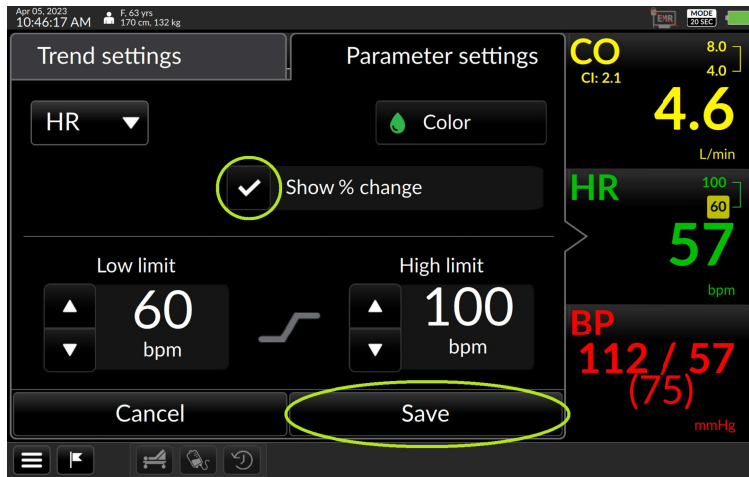 Apr 05, 2023
10:46:17 AM
F, 63 yrs
170 cm, 132 kg
EMR
MODE
20 SEC
Trend settings
Parameter settings
HR
Color
Show % change
Low limit
High limit
60
bpm
100
bpm
Cancel
Save
CO
CI: 2.1
8.0
4.0
4.6
L/min
HR
100
60
57
bpm
BP
112 / 57
(75)
mmHg